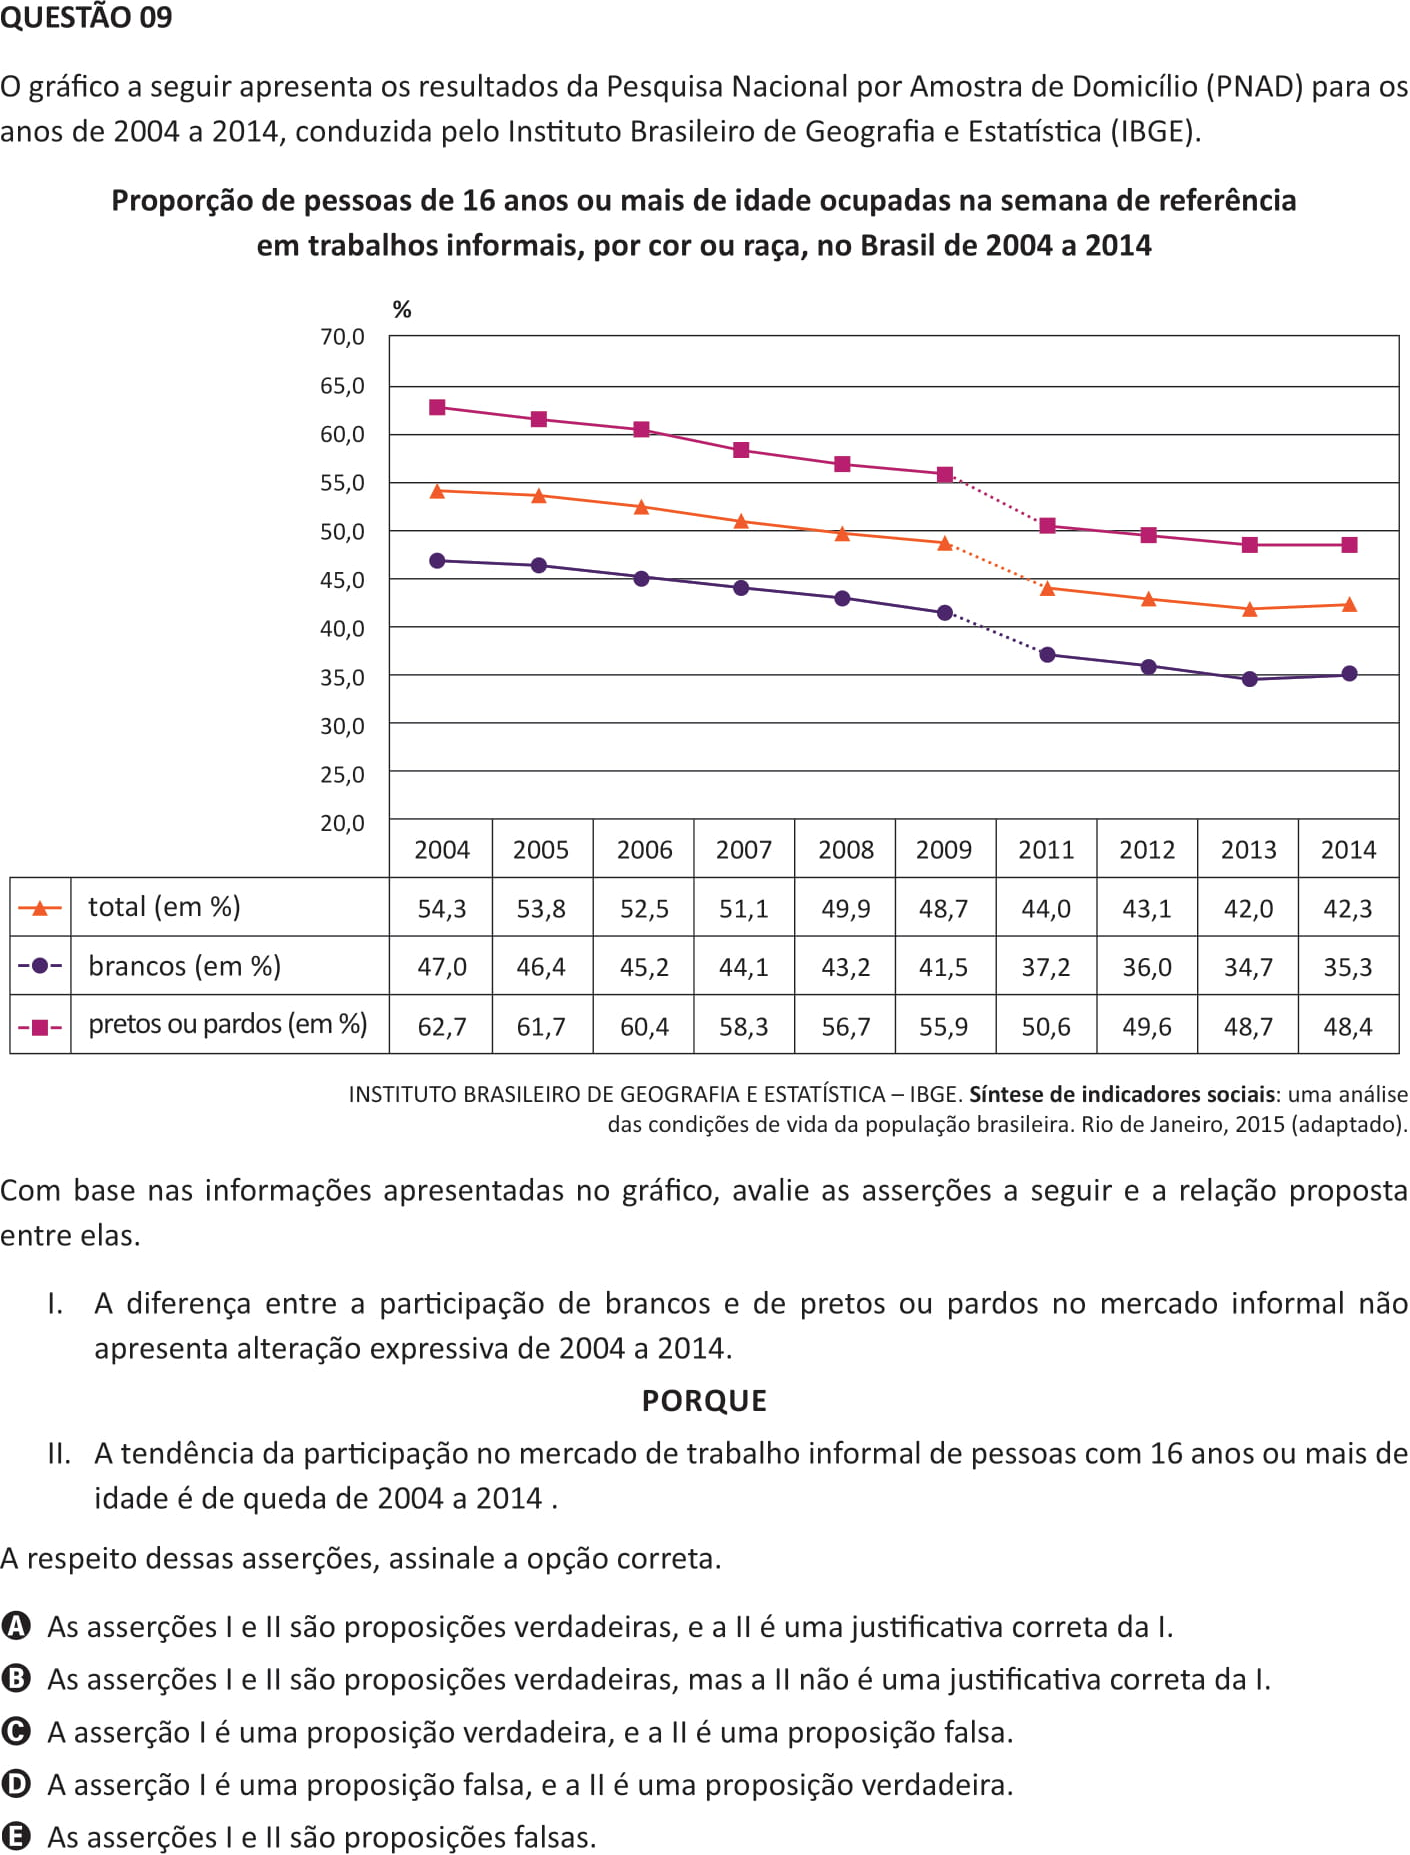 QUESTÃO 09
O gráfico a seguir apresenta os resultados da Pesquisa Nacional por Amostra de Domicílio (PNAD) para os
anos de 2004 a 2014, conduzida pelo Instituto Brasileiro de Geografia e Estatística (IBGE).
Proporção de pessoas de 16 anos ou mais de idade ocupadas na semana de referência
em trabalhos informais, por cor ou raça, no Brasil de 2004 a 2014
%
70,0
65,0
60,0
55,0
50,0
45,0
40,0
35,0
30,0
25,0
20,0
2004 2005 2006 2007 2008 2009 2011 2012 2013 2014
total (em %) 54,3 53,8 52,5 51,1 49,9 48,7 44,0 43,1 42,0 42,3
brancos (em %) 47,0 46,4 45,2 44,1 43,2 41,5 37,2 36,0 34,7 35,3
pretos ou pardos (em %) 62,7 61,7 60,4 58,3 56,7 55,9 50,6 49,6 48,7 48,4
INSTITUTO BRASILEIRO DE GEOGRAFIA E ESTATÍSTICA – IBGE. Síntese de indicadores sociais: uma análise
das condições de vida da população brasileira. Rio de Janeiro, 2015 (adaptado).
Com base nas informações apresentadas no gráfico, avalie as asserções a seguir e a relação proposta
entre elas.
I. A diferença entre a participação de brancos e de pretos ou pardos no mercado informal não
apresenta alteração expressiva de 2004 a 2014.
PORQUE
II. A tendência da participação no mercado de trabalho informal de pessoas com 16 anos ou mais de
idade é de queda de 2004 a 2014 .
A respeito dessas asserções, assinale a opção correta.
A As asserções I e II são proposições verdadeiras, e a II é uma justificativa correta da I.
B As asserções I e II são proposições verdadeiras, mas a II não é uma justificativa correta da I.
C A asserção I é uma proposição verdadeira, e a II é uma proposição falsa.
D A asserção I é uma proposição falsa, e a II é uma proposição verdadeira.
E As asserções I e II são proposições falsas.